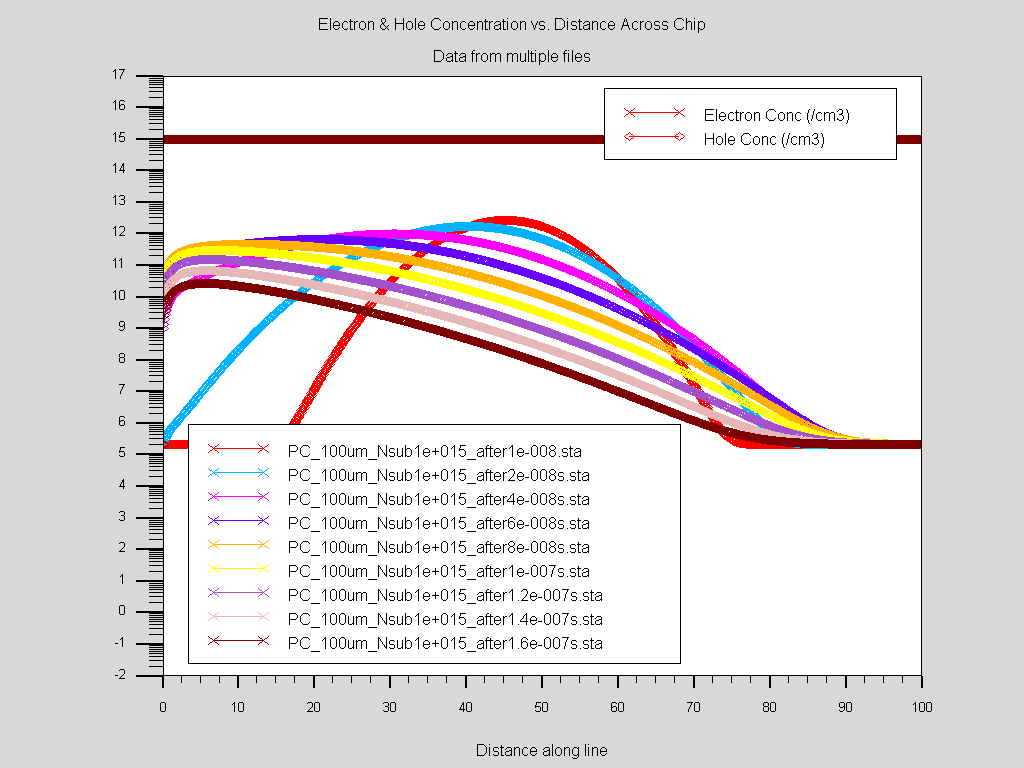 Electron & Hole Concentration vs. Distance Across Chip
Data from multiple files
17
16
15
14
13
12
11
10
9
8
7
6
5
4
3
2
1
0
-1
-2
Electron Conc (/cm3)
Hole Conc (/cm3)
PC_100um_Nsub1e+015_after1e-008.sta
PC_100um_Nsub1e+015_after2e-008s.sta
PC_100um_Nsub1e+015_after4e-008s.sta
PC_100um_Nsub1e+015_after6e-008s.sta
PC_100um_Nsub1e+015_after8e-008s.sta
PC_100um_Nsub1e+015_after1e-007s.sta
PC_100um_Nsub1e+015_after1.2e-007s.sta
PC_100um_Nsub1e+015_after1.4e-007s.sta
PC_100um_Nsub1e+015_after1.6e-007s.sta
0 10 20 30 40 50 60 70 80 90 100
Distance along line